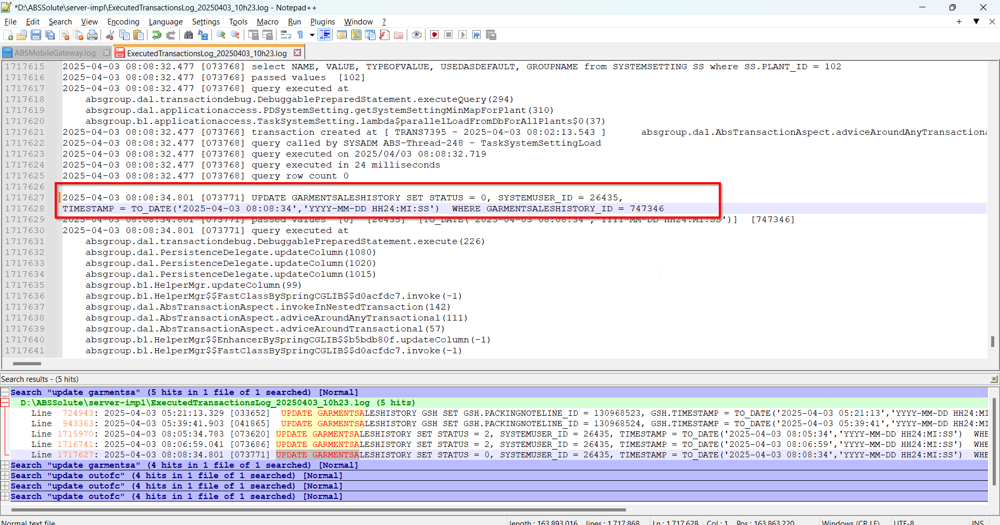 *D:\ABSSolute\server-impl\ExecutedTransactionsLog_20250403_10h23.log - Notepad++
File Edit Search View Encoding Language Settings Tools Macro Run Plugins Window ?
ABSMobileGateway.log ExecutedTransactionsLog_20250403_10h23.log
1717615 2025-04-03 08:08:32.477 [073768] select NAME, VALUE, TYPEOFVALUE, USEDASDEFAULT, GROUPNAME from SYSTEMSETTING SS where SS.PLANT_ID = 102
1717616 2025-04-03 08:08:32.477 [073768] passed values [102]
1717617 2025-04-03 08:08:32.477 [073768] query executed at
1717618 absgroup.dal.transactiondebug.DebuggablePreparedStatement.executeQuery(294)
1717619 absgroup.dal.applicationaccess.PDSystemSetting.getSystemSettingMinMapForPlant(310)
1717620 absgroup.bl.applicationaccess.TaskSystemSetting.lambda$parallelLoadFromDbForAllPlants$0(37)
1717621 2025-04-03 08:08:32.477 [073768] transaction created at [ TRANS7395 - 2025-04-03 08:02:13.543 ] absgroup.dal.AbsTransactionAspect.adviceAroundAnyTransactiona
1717622 2025-04-03 08:08:32.477 [073768] query called by SYSADM ABS-Thread-248 - TaskSystemSettingLoad
1717623 2025-04-03 08:08:32.477 [073768] query executed on 2025/04/03 08:08:32.719
1717624 2025-04-03 08:08:32.477 [073768] query executed in 24 milliseconds
1717625 2025-04-03 08:08:32.477 [073768] query row count 0
1717626
1717627 2025-04-03 08:08:34.801 [073771] UPDATE GARMENTSALESHISTORY SET STATUS = 0, SYSTEMUSER_ID = 26435,
1717628 TIMESTAMP = TO_DATE('2025-04-03 08:08:34','YYYY-MM-DD HH24:MI:SS') WHERE GARMENTSALESHISTORY_ID = 747346
1717629 2025-04-03 08:08:34.801 [073771] passed values [0] [26435] [TO_DATE('2025-04-03 08:08:34','YYYY-MM-DD HH24:MI:SS')] [747346]
1717630 2025-04-03 08:08:34.801 [073771] query executed at
1717631 absgroup.dal.transactiondebug.DebuggablePreparedStatement.execute(226)
1717632 absgroup.dal.PersistenceDelegate.updateColumn(1080)
1717633 absgroup.dal.PersistenceDelegate.updateColumn(1020)
1717634 absgroup.dal.PersistenceDelegate.updateColumn(1015)
1717635 absgroup.bl.HelperMgr.updateColumn(99)
1717636 absgroup.bl.HelperMgr$$FastClassBySpringCGLIB$$d0acfdc7.invoke(-1)
1717637 absgroup.dal.AbsTransactionAspect.invokeInNestedTransaction(142)
1717638 absgroup.dal.AbsTransactionAspect.adviceAroundAnyTransactional(111)
1717639 absgroup.dal.AbsTransactionAspect.adviceAroundTransactional(57)
1717640 absgroup.bl.HelperMgr$$EnhancerBySpringCGLIB$$b5bdb80f.updateColumn(-1)
1717641 absgroup.bl.HelperMgr$$FastClassBySpringCGLIB$$d0acfdc7.invoke(-1)
Search results - (5 hits)
Search "update garmentsa" (5 hits in 1 file of 1 searched) [Normal]
D:\ABSSolute\server-impl\ExecutedTransactionsLog_20250403_10h23.log (5 hits)
Line 724943: 2025-04-03 05:21:13.329 [033652] UPDATE GARMENTSALESHISTORY GSH SET GSH.PACKINGNOTELINE_ID = 130968523, GSH.TIMESTAMP = TO_DATE('2025-04-03 05:21:13','YYYY-MM-DD HH24:MI
Line 943363: 2025-04-03 05:39:41.903 [041865] UPDATE GARMENTSALESHISTORY GSH SET GSH.PACKINGNOTELINE_ID = 130968524, GSH.TIMESTAMP = TO_DATE('2025-04-03 05:39:41','YYYY-MM-DD HH24:MI
Line 1715970: 2025-04-03 08:05:34.783 [073620] UPDATE GARMENTSALESHISTORY SET STATUS = 2, SYSTEMUSER_ID = 26435, TIMESTAMP = TO_DATE('2025-04-03 08:05:34','YYYY-MM-DD HH24:MI:SS') WHE
Line 1716741: 2025-04-03 08:06:59.041 [073686] UPDATE GARMENTSALESHISTORY SET STATUS = 2, SYSTEMUSER_ID = 26435, TIMESTAMP = TO_DATE('2025-04-03 08:06:59','YYYY-MM-DD HH24:MI:SS') WHE
Line 1717627: 2025-04-03 08:08:34.801 [073771] UPDATE GARMENTSALESHISTORY SET STATUS = 0, SYSTEMUSER_ID = 26435, TIMESTAMP = TO_DATE('2025-04-03 08:08:34','YYYY-MM-DD HH24:MI:SS') WHE
Search "update garmentsa" (4 hits in 1 file of 1 searched) [Normal]
Search "update outofc" (4 hits in 1 file of 1 searched) [Normal]
Search "update outofc" (4 hits in 1 file of 1 searched) [Normal]
Search "update outofc" (4 hits in 1 file of 1 searched) [Normal]
Normal text file length : 163,893,016 lines : 1,717,868 Ln : 1,717,628 Col : 1 Pos : 163,863,220 Windows (CR LF) UTF-8 INS